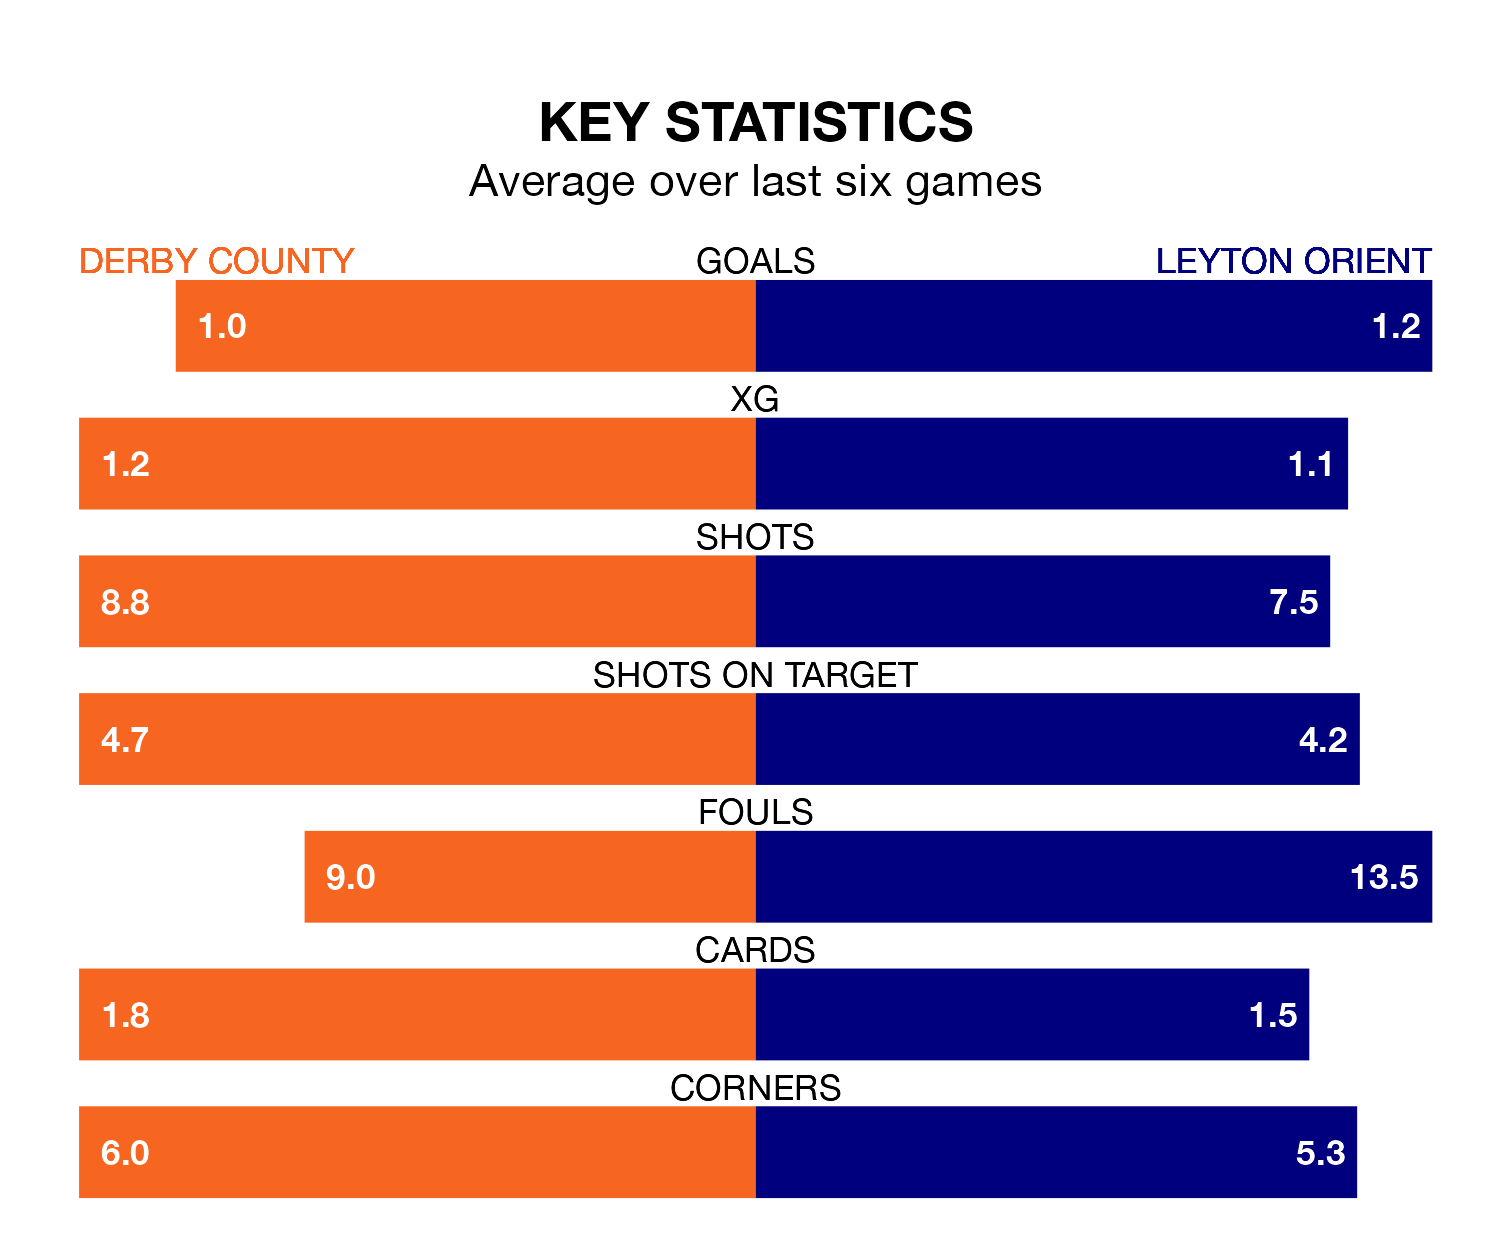 KEY STATISTICS
Average over last six games
DERBY COUNTY GOALS LEYTON ORIENT
1.0 1.2
XG
1.2 1.1
SHOTS
8.8 7.5
SHOTS ON TARGET
4.7 4.2
FOULS
9.0 13.5
CARDS
1.8 1.5
CORNERS
6.0 5.3